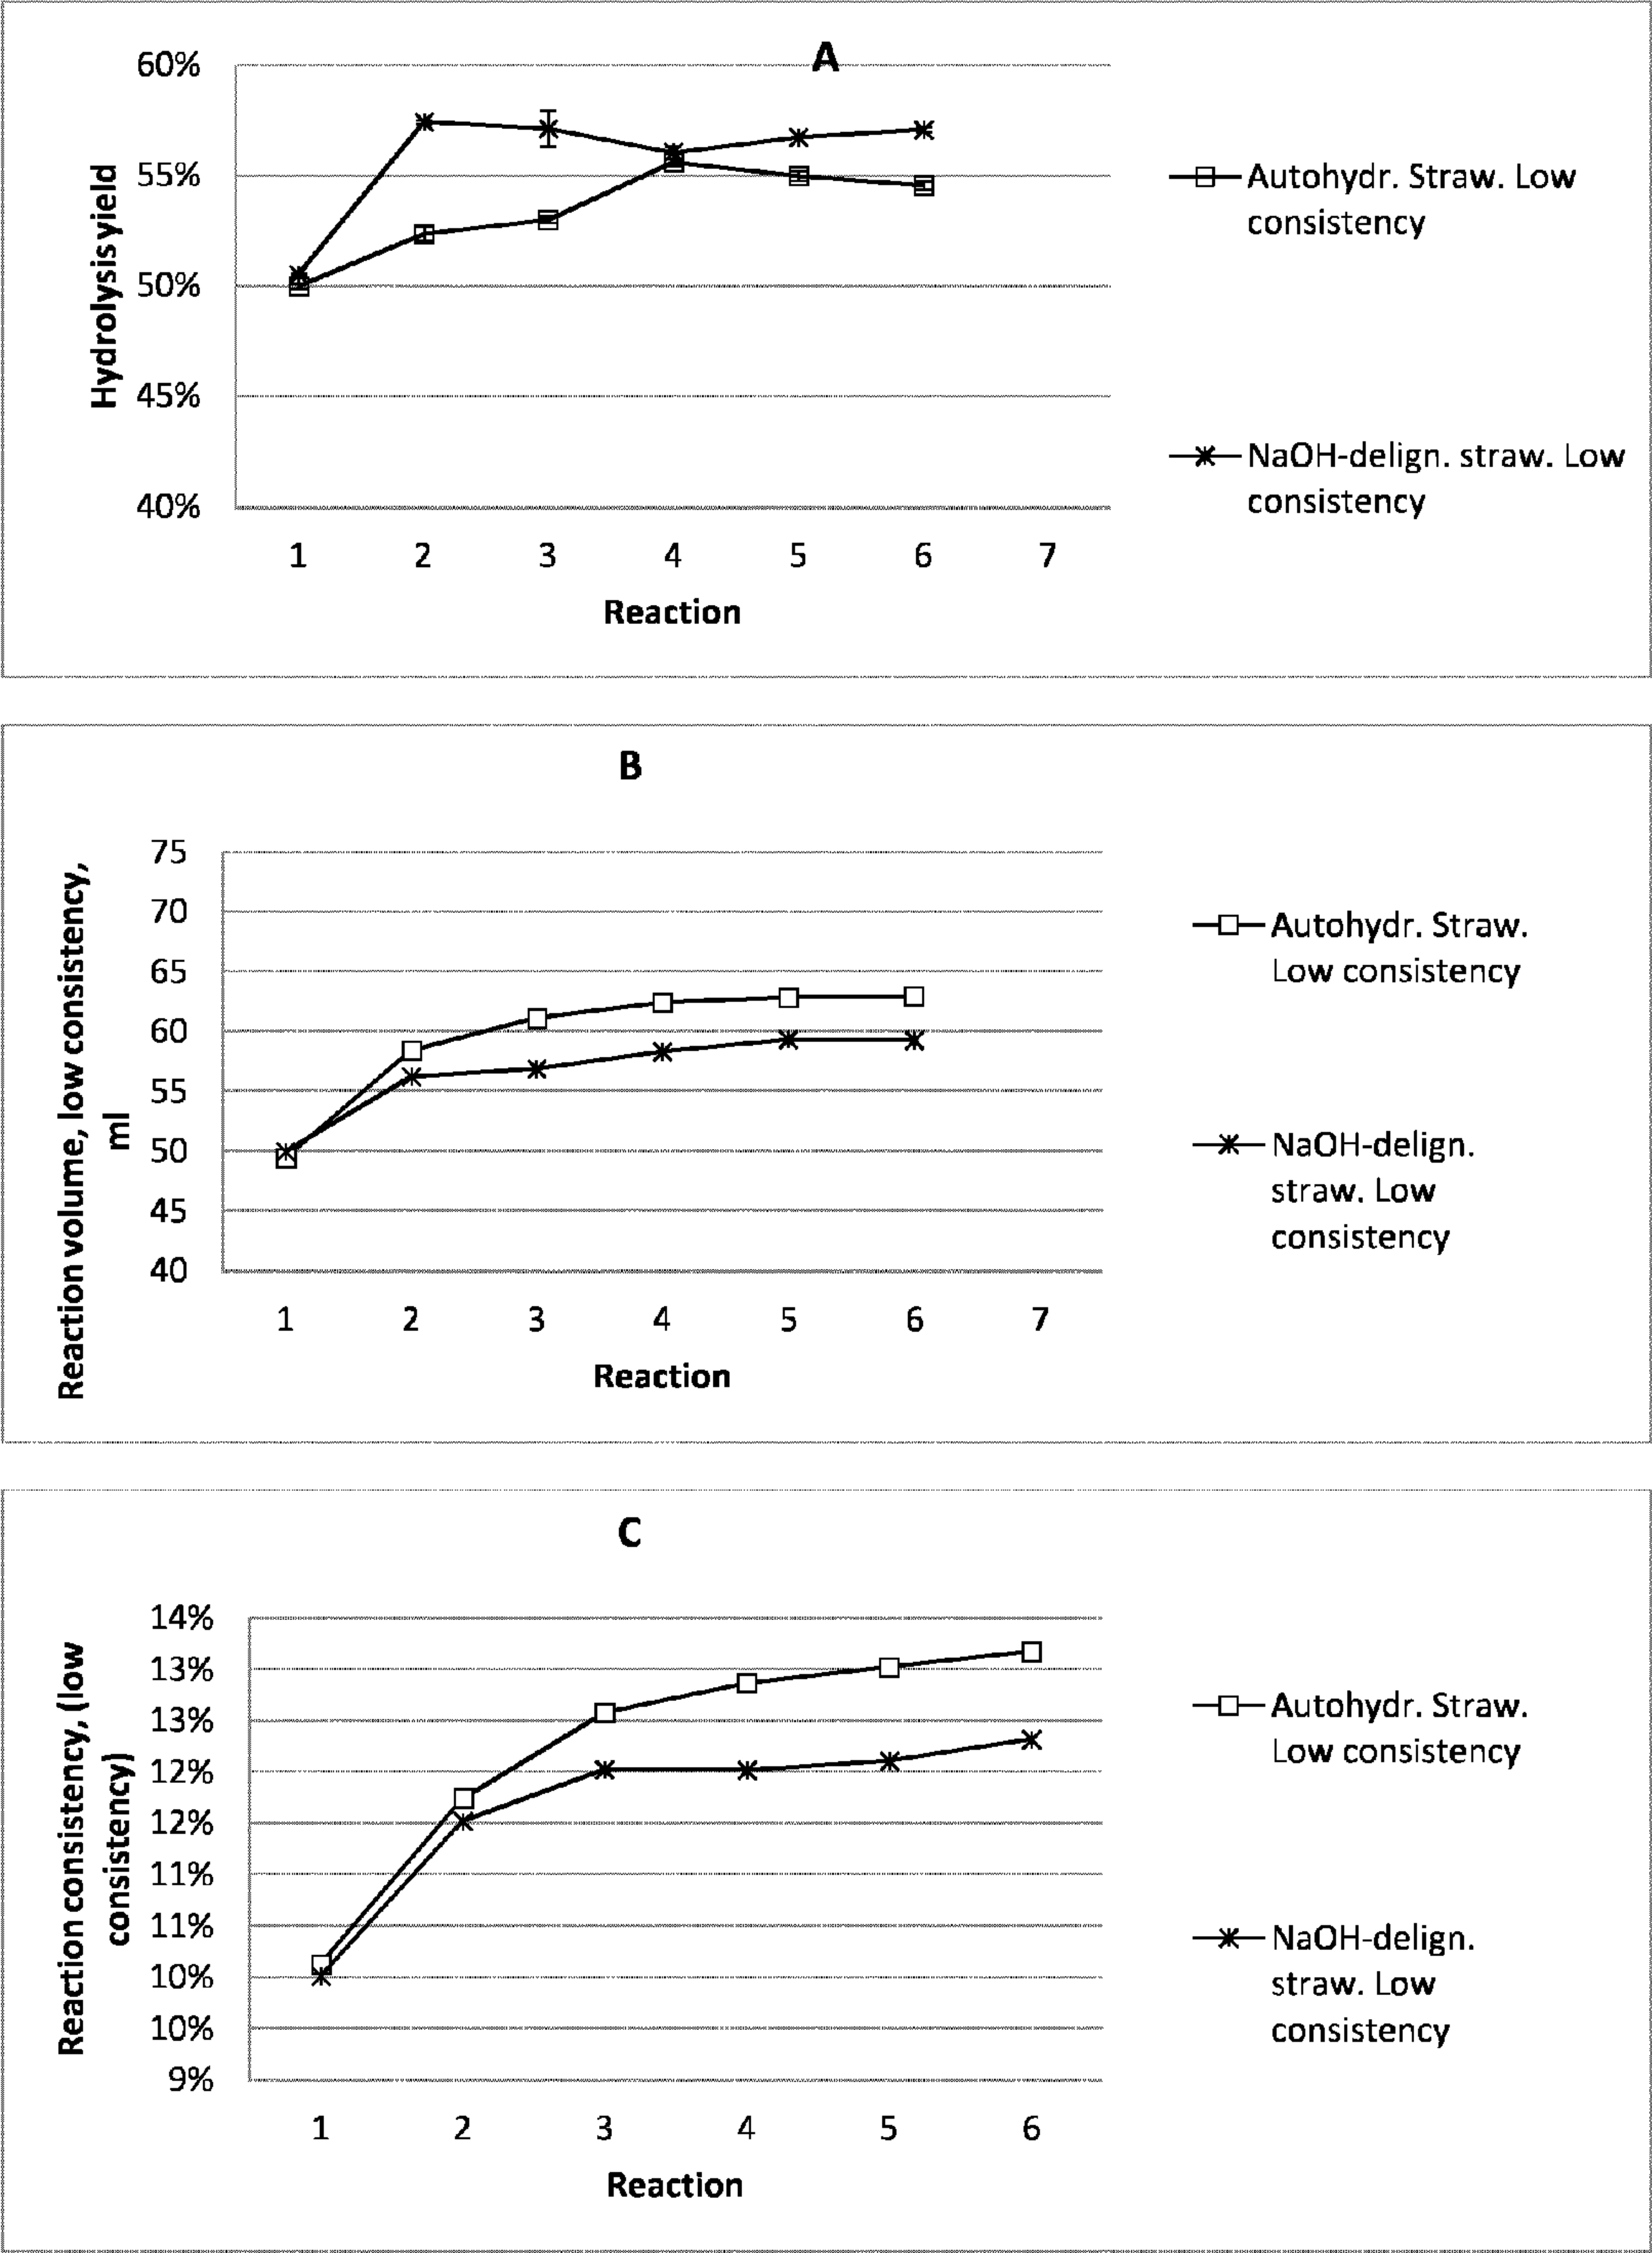 A
60%
55%
50%
45%
40%
Hydrolysis yield
1 2 3 4 5 6 7
Reaction
Autohydr. Straw. Low
consistency
NaOH-delign. straw. Low
consistency
B
75
70
65
60
55
50
45
40
Reaction volume, low consistency,
ml
1 2 3 4 5 6 7
Reaction
Autohydr. Straw.
Low consistency
NaOH-delign.
straw. Low
consistency
C
14%
13%
13%
12%
12%
11%
11%
10%
10%
9%
Reaction consistency, (low
consistency)
1 2 3 4 5 6
Reaction
Autohydr. Straw.
Low consistency
NaOH-delign.
straw. Low
consistency